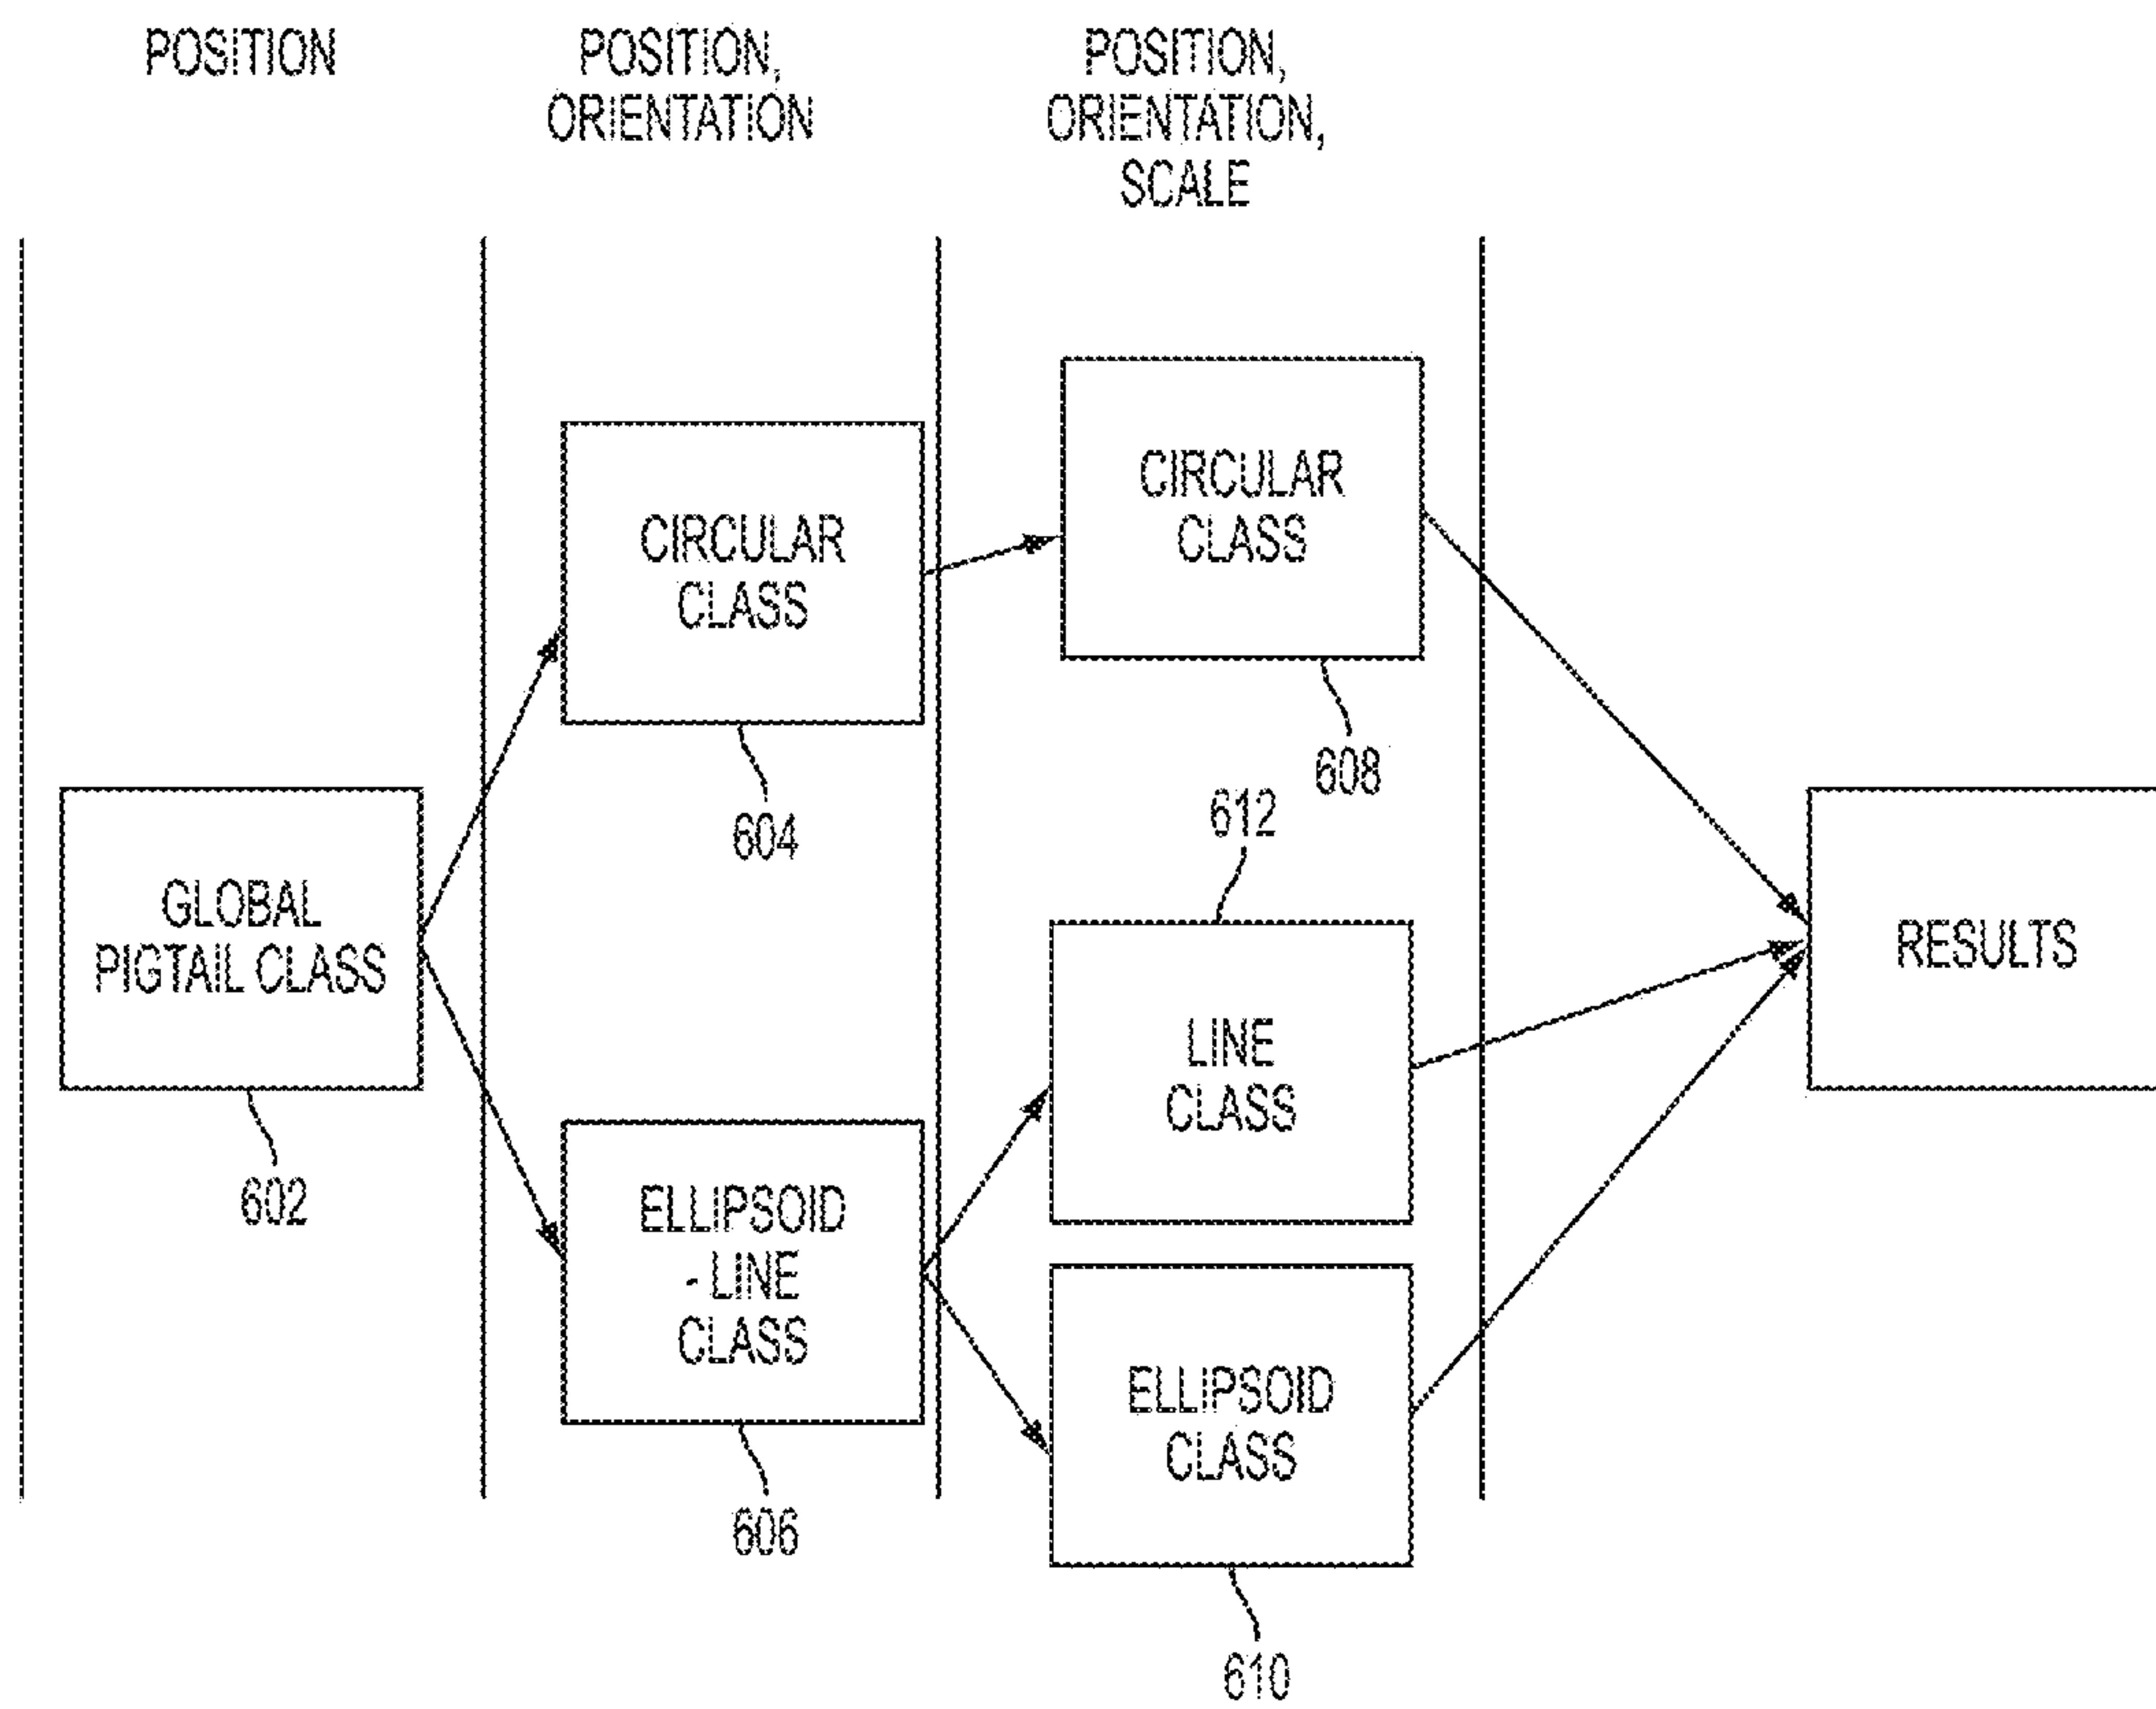 POSITION
POSITION,
ORIENTATION
POSITION,
ORIENTATION,
SCALE
GLOBAL
PIGTAIL CLASS
602
CIRCULAR
CLASS
604
ELLIPSOID
- LINE
CLASS
606
CIRCULAR
CLASS
608
612
LINE
CLASS
ELLIPSOID
CLASS
610
RESULTS